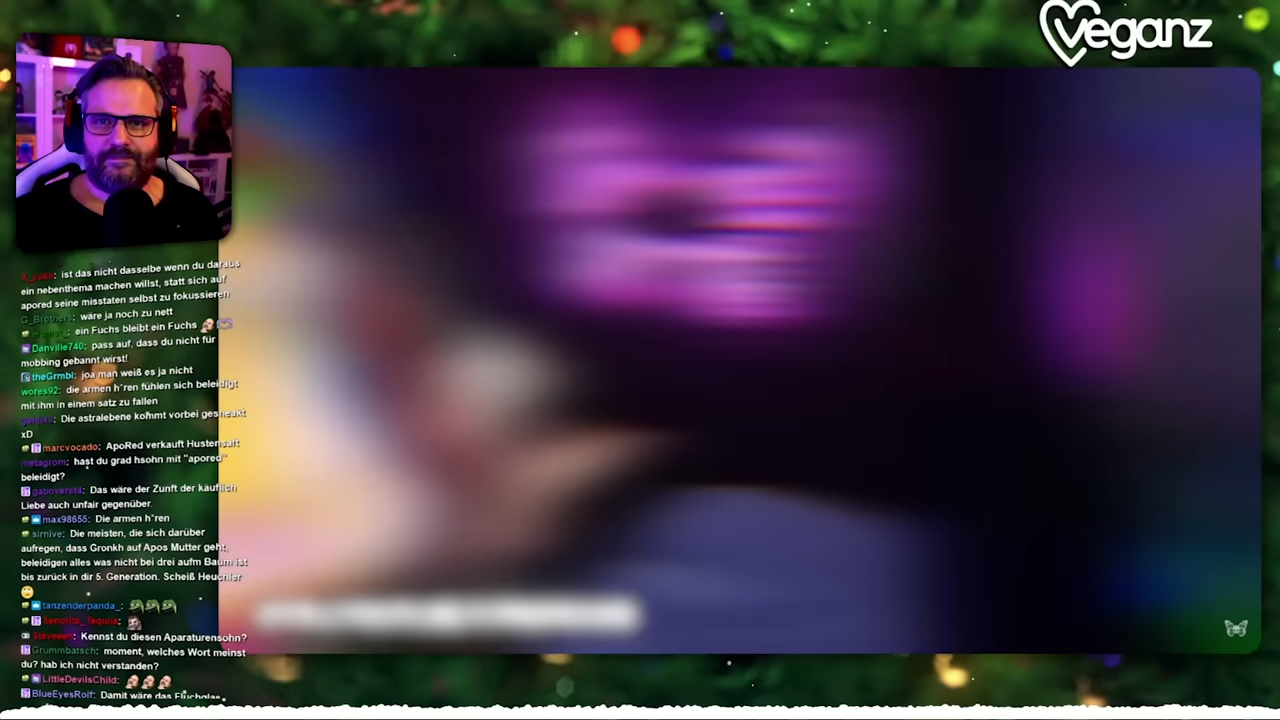 Veganz
ist das nicht dasselbe wenn du daraus
ein nebenthema machen willst, statt sich auf
apored seine misstaten selbst zu fokussieren
G_Brothers: wäre ja noch zu nett
ein Fuchs bleibt ein Fuchs
Danville740: pass auf, dass du nicht für
mobbing gebannt wirst!
theGrmbl: joa man weiß es ja nicht
wores92: die armen h*ren fühlen sich beleidigt
mit ihm in einem satz zu fallen
Die astralebene kommt vorbei gesneakt
xD
marcvocado: ApoRed verkauft Hustensaft
metagrom: hast du grad hsohn mit "apored"
beleidigt?
gaboverst4: Das wäre der Zunft der käuflich
Liebe auch unfair gegenüber.
max98655: Die armen h*ren
sirnive: Die meisten, die sich darüber
aufregen, dass Gronkh auf Apos Mutter geht,
beleidigen alles was nicht bei drei aufm Baum ist
bis zurück in dir 5. Generation. Scheiß Heuchler
tanzenderpanda_:
Senorita_Tequila:
Kennst du diesen Aparaturensohn?
Grummbatsch: moment, welches Wort meinst
du? hab ich nicht verstanden?
LittleDevilsChild:
BlueEyesRolf: Damit wäre das Fluchglas